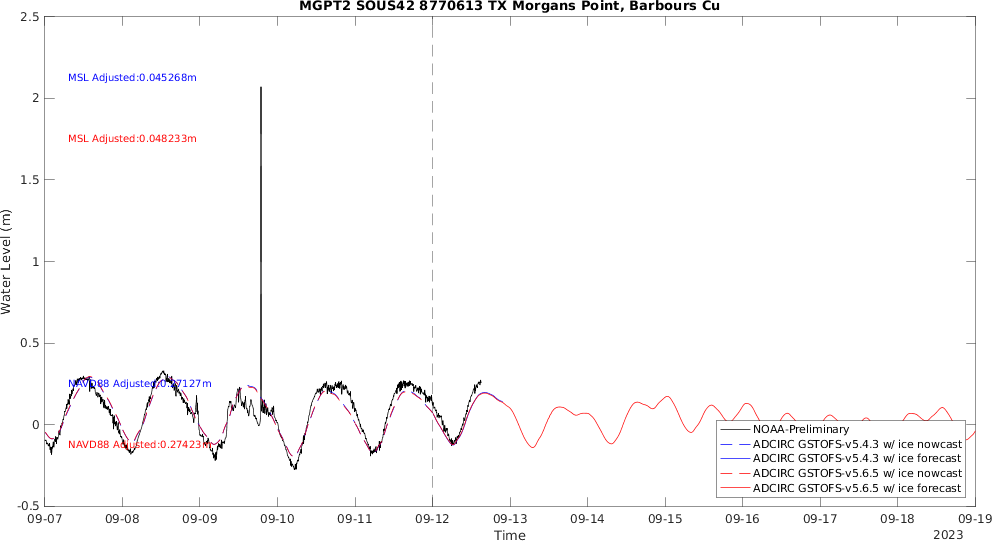 MGPT2 SOUS42 8770613 TX Morgans Point, Barbours Cu
2.5
2
1.5
1
0.5
0
-0.5
Water Level (m)
MSL Adjusted:0.045268m
MSL Adjusted:0.048233m
NAVD88 Adjusted:0.27127m
NAVD88 Adjusted:0.27423m
NOAA-Preliminary
ADCIRC GSTOFS-v5.4.3 w/ ice nowcast
ADCIRC GSTOFS-v5.4.3 w/ ice forecast
ADCIRC GSTOFS-v5.6.5 w/ ice nowcast
ADCIRC GSTOFS-v5.6.5 w/ ice forecast
09-07 09-08 09-09 09-10 09-11 09-12 09-13 09-14 09-15 09-16 09-17 09-18 09-19
Time
2023